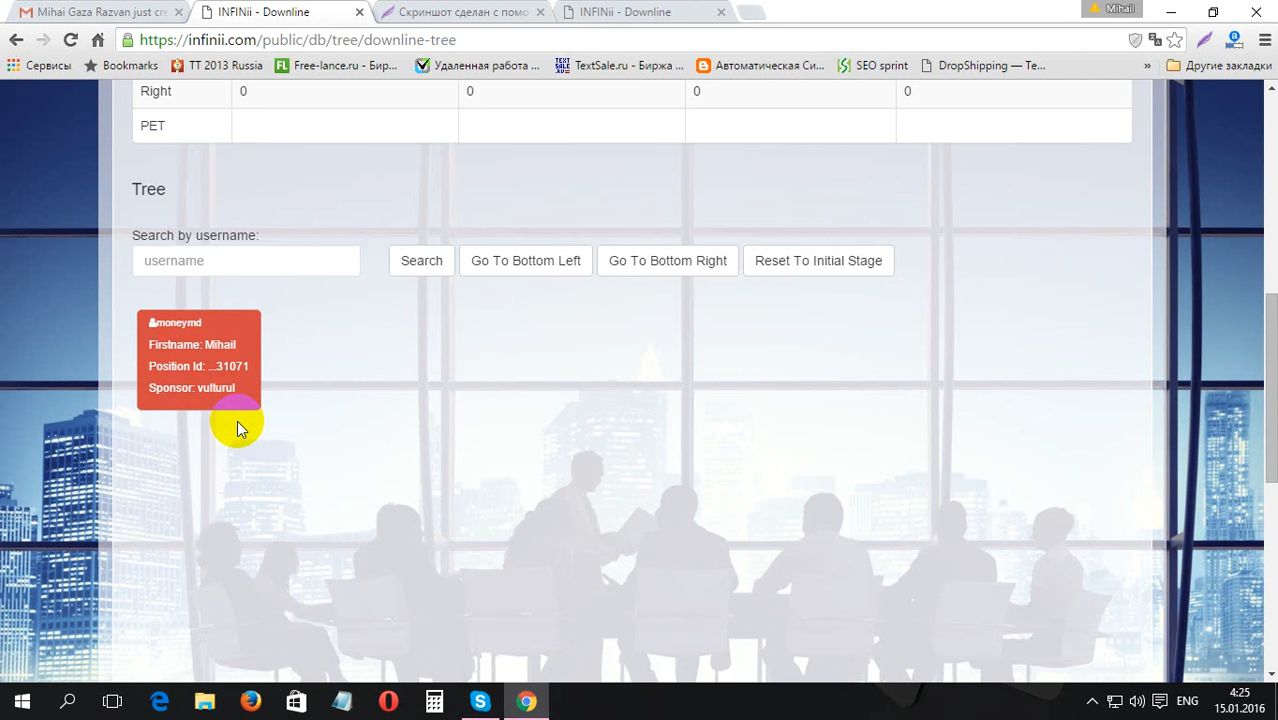 Mihai Gaza Razvan just cre
INFINii - Downline
Скриншот сделан с помо
INFINii - Downline
Mihail
https://infinii.com/public/db/tree/downline-tree
Сервисы
Bookmarks
TT 2013 Russia
Free-lance.ru - Бир...
Удаленная работа ...
TextSale.ru - Биржа ...
Автоматическая Си...
SEO sprint
DropShipping — Те...
»
Другие закладки
Right 0 0 0 0
PET
Tree
Search by username:
username Search Go To Bottom Left Go To Bottom Right Reset To Initial Stage
moneymd
Firstname: Mihail
Position Id: ...31071
Sponsor: vulturul
ENG
4:25
15.01.2016